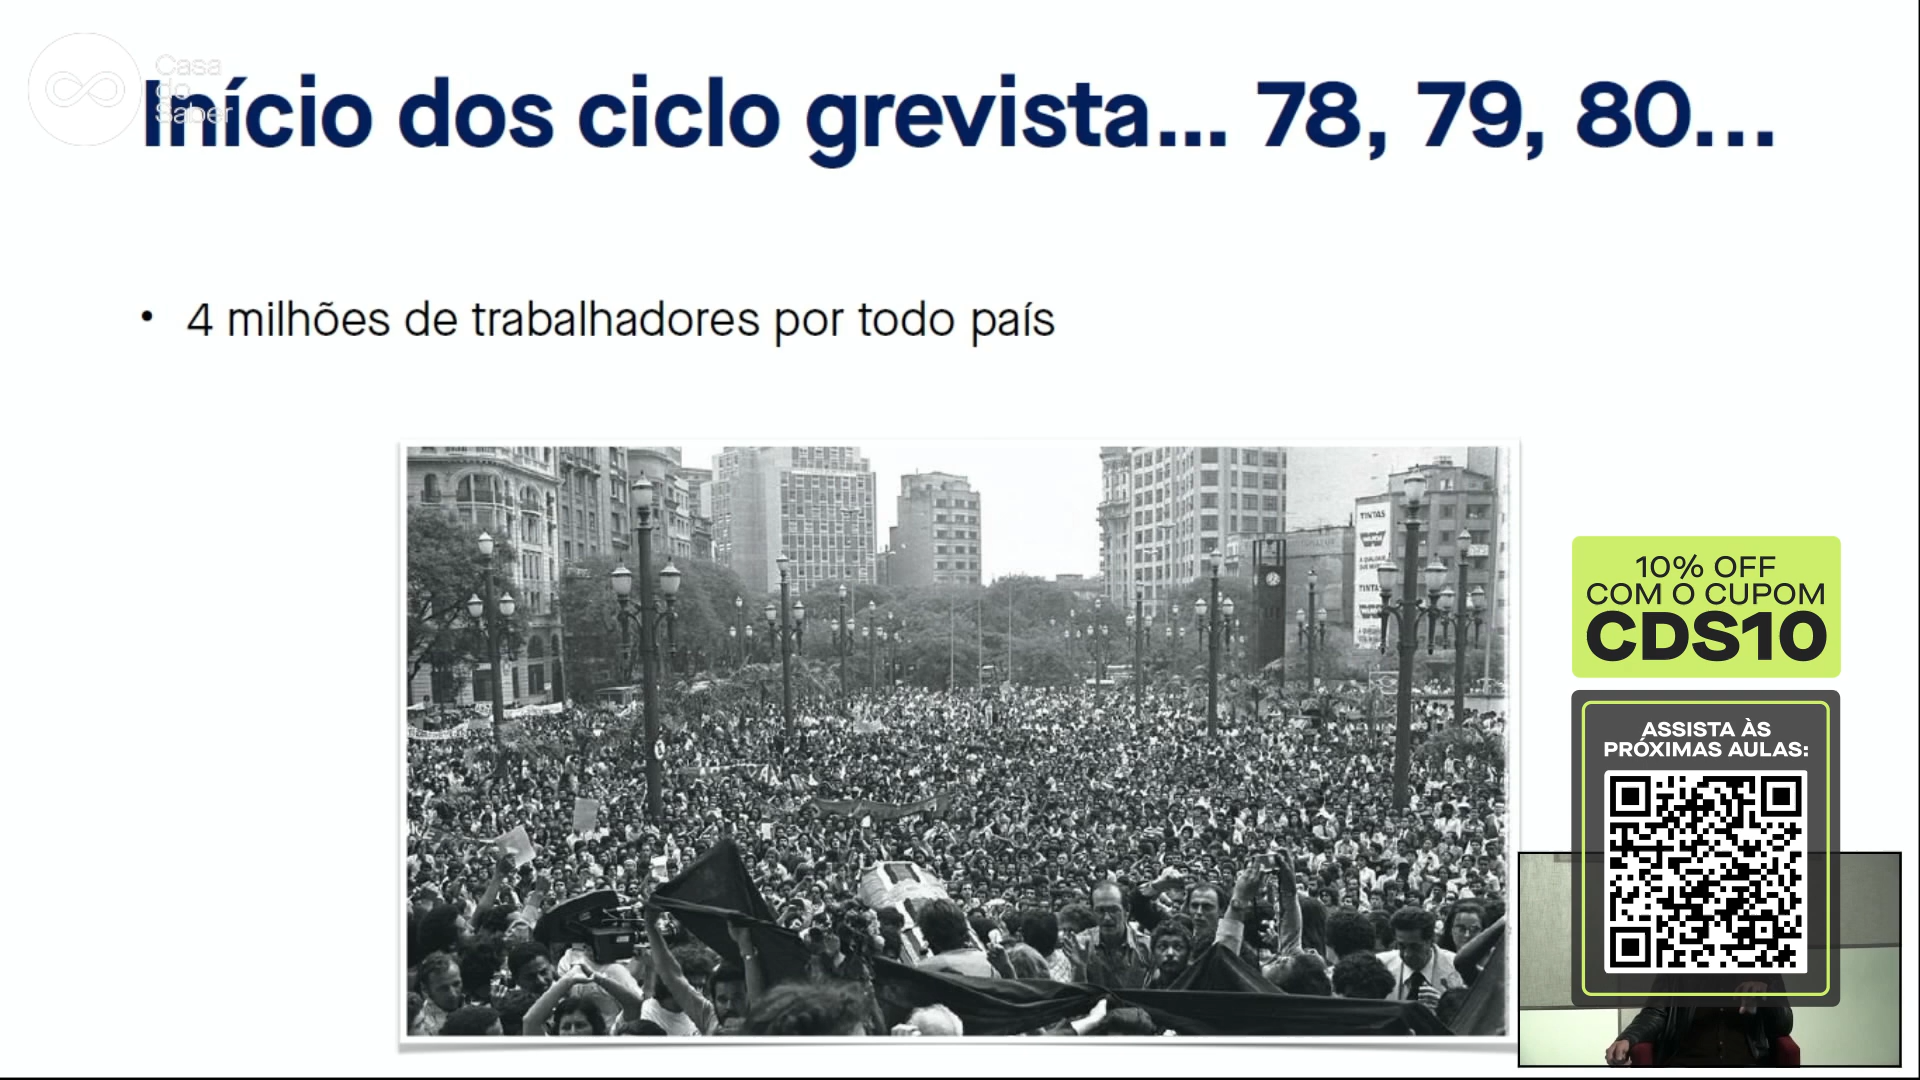 Casa
do
Saber
Início dos ciclo grevista... 78, 79, 80...
• 4 milhões de trabalhadores por todo país
TINTAS
TINTAS
10% OFF
COM O CUPOM
CDS10
ASSISTA ÀS
PRÓXIMAS AULAS: